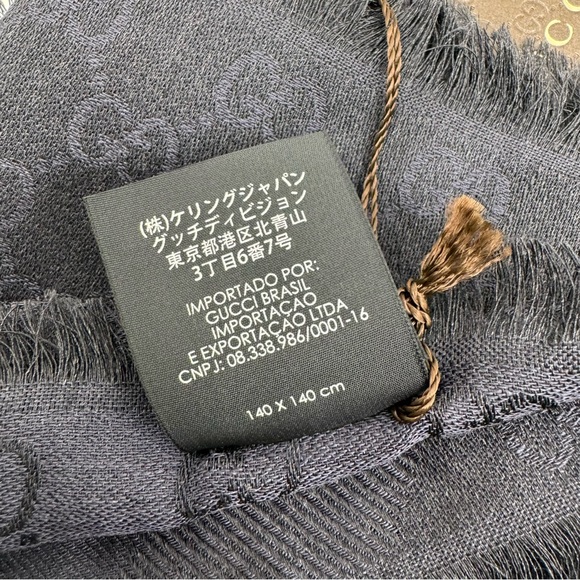 (株)ケリングジャパン
グッチディビジョン
東京都港区北青山
3丁目6番7号
IMPORTADO POR:
GUCCI BRASIL
IMPORTAÇAO
E EXPORTAÇAO LTDA
CNPJ: 08.338.986/0001-16
140 X 140 cm